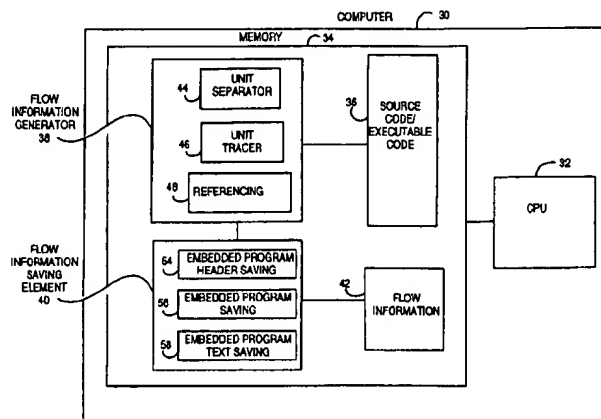 COMPUTER 30
MEMORY 34
FLOW
INFORMATION
GENERATOR
38
44 UNIT
SEPARATOR
46 UNIT
TRACER
48 REFERENCING
36 SOURCE
CODE/
EXECUTABLE
CODE
32
CPU
FLOW
INFORMATION
SAVING
ELEMENT
40
54 EMBEDDED PROGRAM
HEADER SAVING
56 EMBEDDED PROGRAM
SAVING
58 EMBEDDED PROGRAM
TEXT SAVING
42 FLOW
INFORMATION